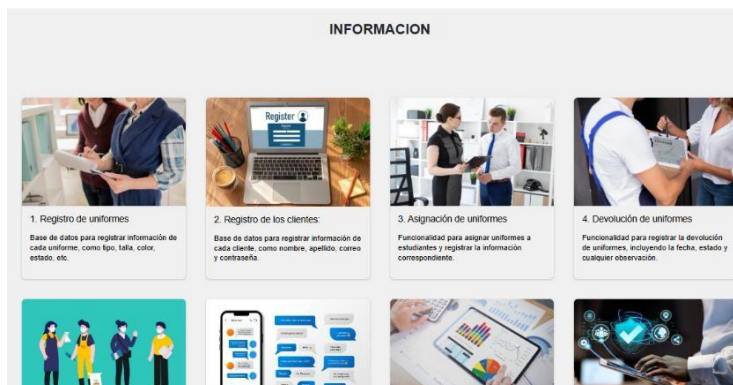 INFORMACION
Register
1. Registro de uniformes
Base de datos para registrar información de
cada uniforme, como tipo, talla, color,
estado, etc.
2. Registro de los clientes:
Base de datos para registrar información de
cada cliente, como nombre, apellido, correo
y contraseña.
3. Asignación de uniformes
Funcionalidad para asignar uniformes a
estudiantes y registrar la información
correspondiente.
4. Devolución de uniformes
Funcionalidad para registrar la devolución
de uniformes, incluyendo la fecha, estado y
cualquier observación.